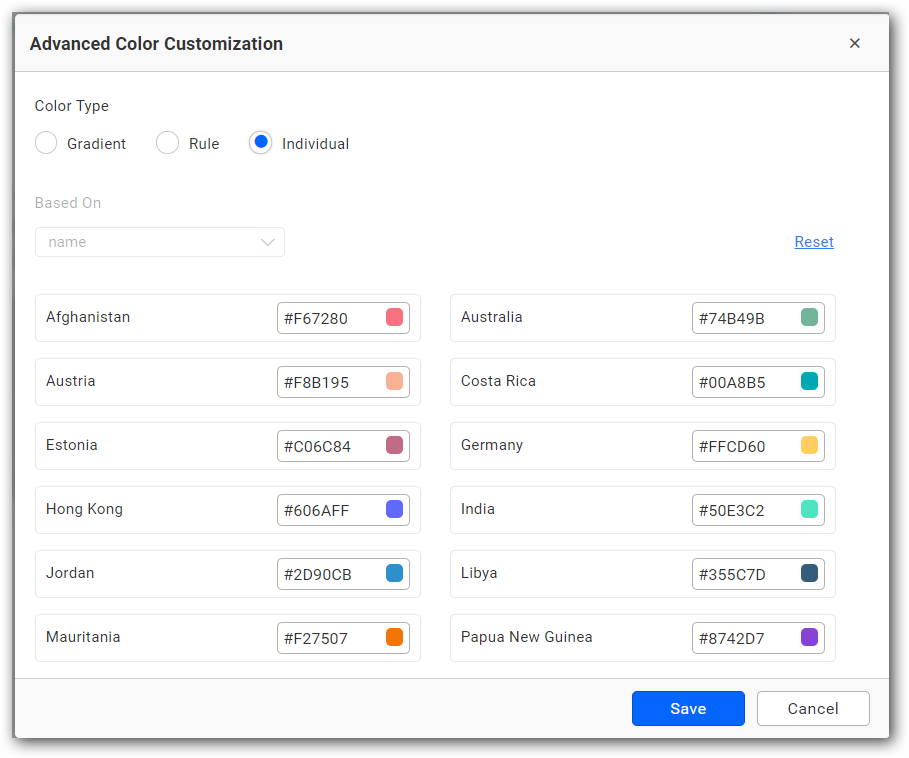 Advanced Color Customization
Color Type
Gradient Rule Individual
Based On
name Reset
Afghanistan #F67280 Australia #74B49B
Austria #F8B195 Costa Rica #00A8B5
Estonia #C06C84 Germany #FFCD60
Hong Kong #606AFF India #50E3C2
Jordan #2D90CB Libya #355C7D
Mauritania #F27507 Papua New Guinea #8742D7
Save Cancel